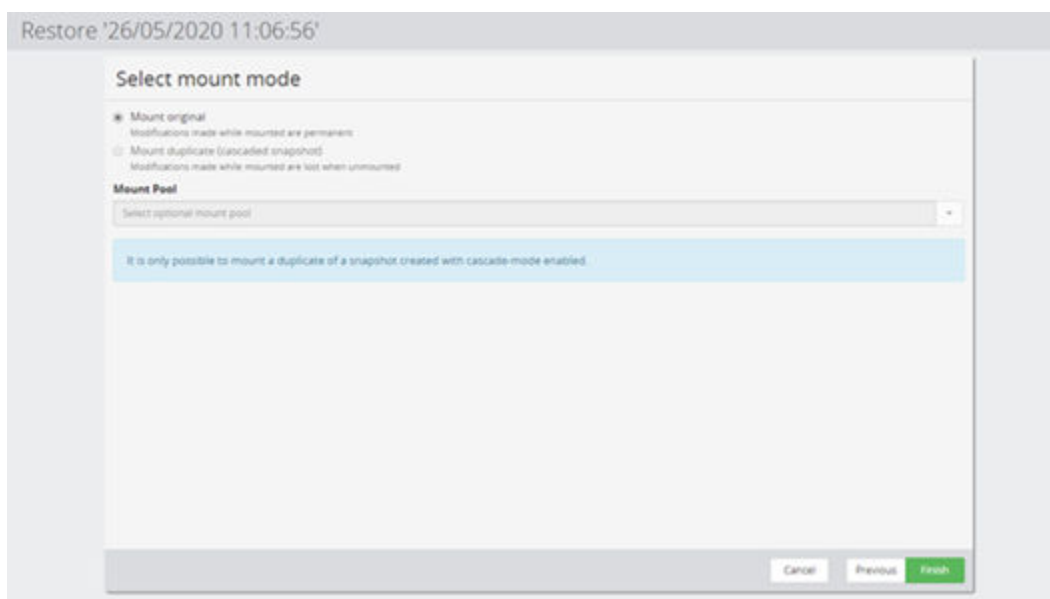 Restore '26/05/2020 11:06:56'
Select mount mode
Mount original
Modifications made while mounted are permanent
Mount duplicate (cascaded snapshot)
Modifications made while mounted are lost when unmounted
Mount Pool
Select optional mount pool
It is only possible to mount a duplicate of a snapshot created with cascade-mode enabled.
Cancel Previous Finish